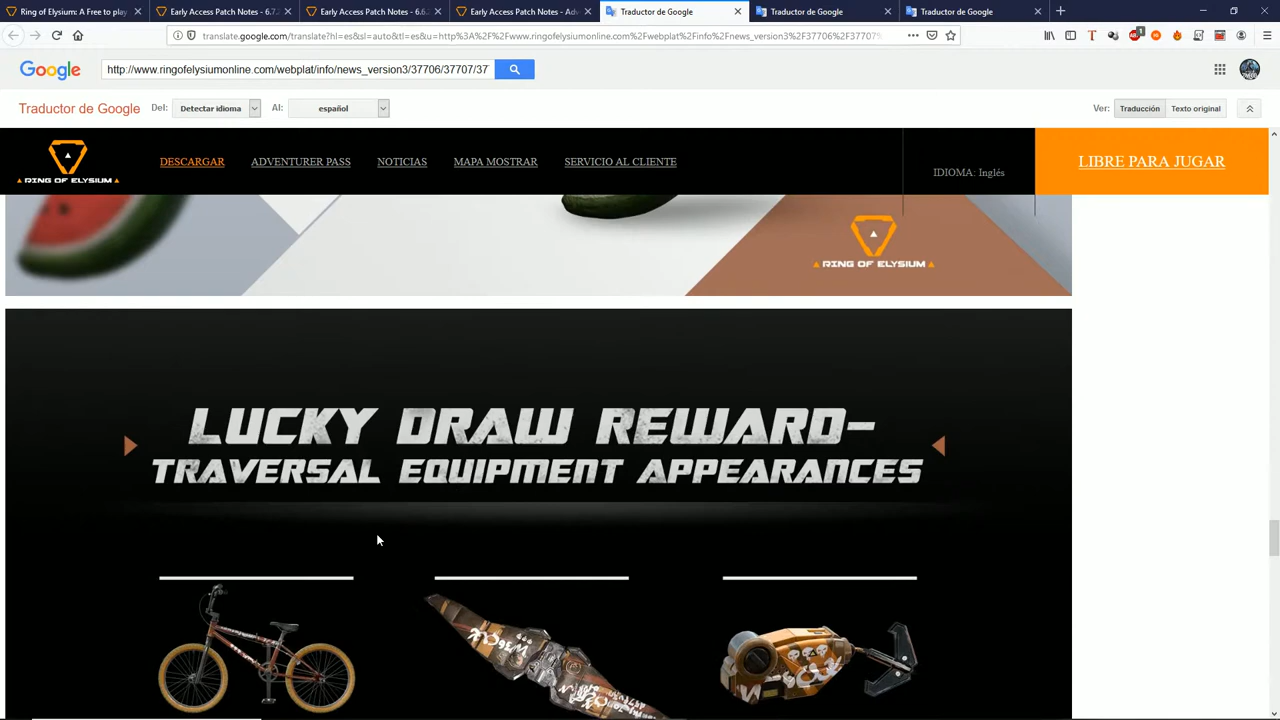 Ring of Elysium: A Free to play
Early Access Patch Notes - 6.7.2
Early Access Patch Notes - 6.6.2
Early Access Patch Notes - Adv
Traductor de Google
Traductor de Google
Traductor de Google
translate.google.com/translate?hl=es&sl=auto&tl=es&u=http%3A%2F%2Fwww.ringofelysiumonline.com%2Fwebplat%2Finfo%2Fnews_version3%2F37706%2F37707%
Google
http://www.ringofelysiumonline.com/webplat/info/news_version3/37706/37707/37
Traductor de Google Del: Detectar idioma Al: español Ver: Traducción Texto original
RING OF ELYSIUM
DESCARGAR ADVENTURER PASS NOTICIAS MAPA MOSTRAR SERVICIO AL CLIENTE
IDIOMA: Inglés
LIBRE PARA JUGAR
RING OF ELYSIUM
LUCKY DRAW REWARD-
TRAVERSAL EQUIPMENT APPEARANCES